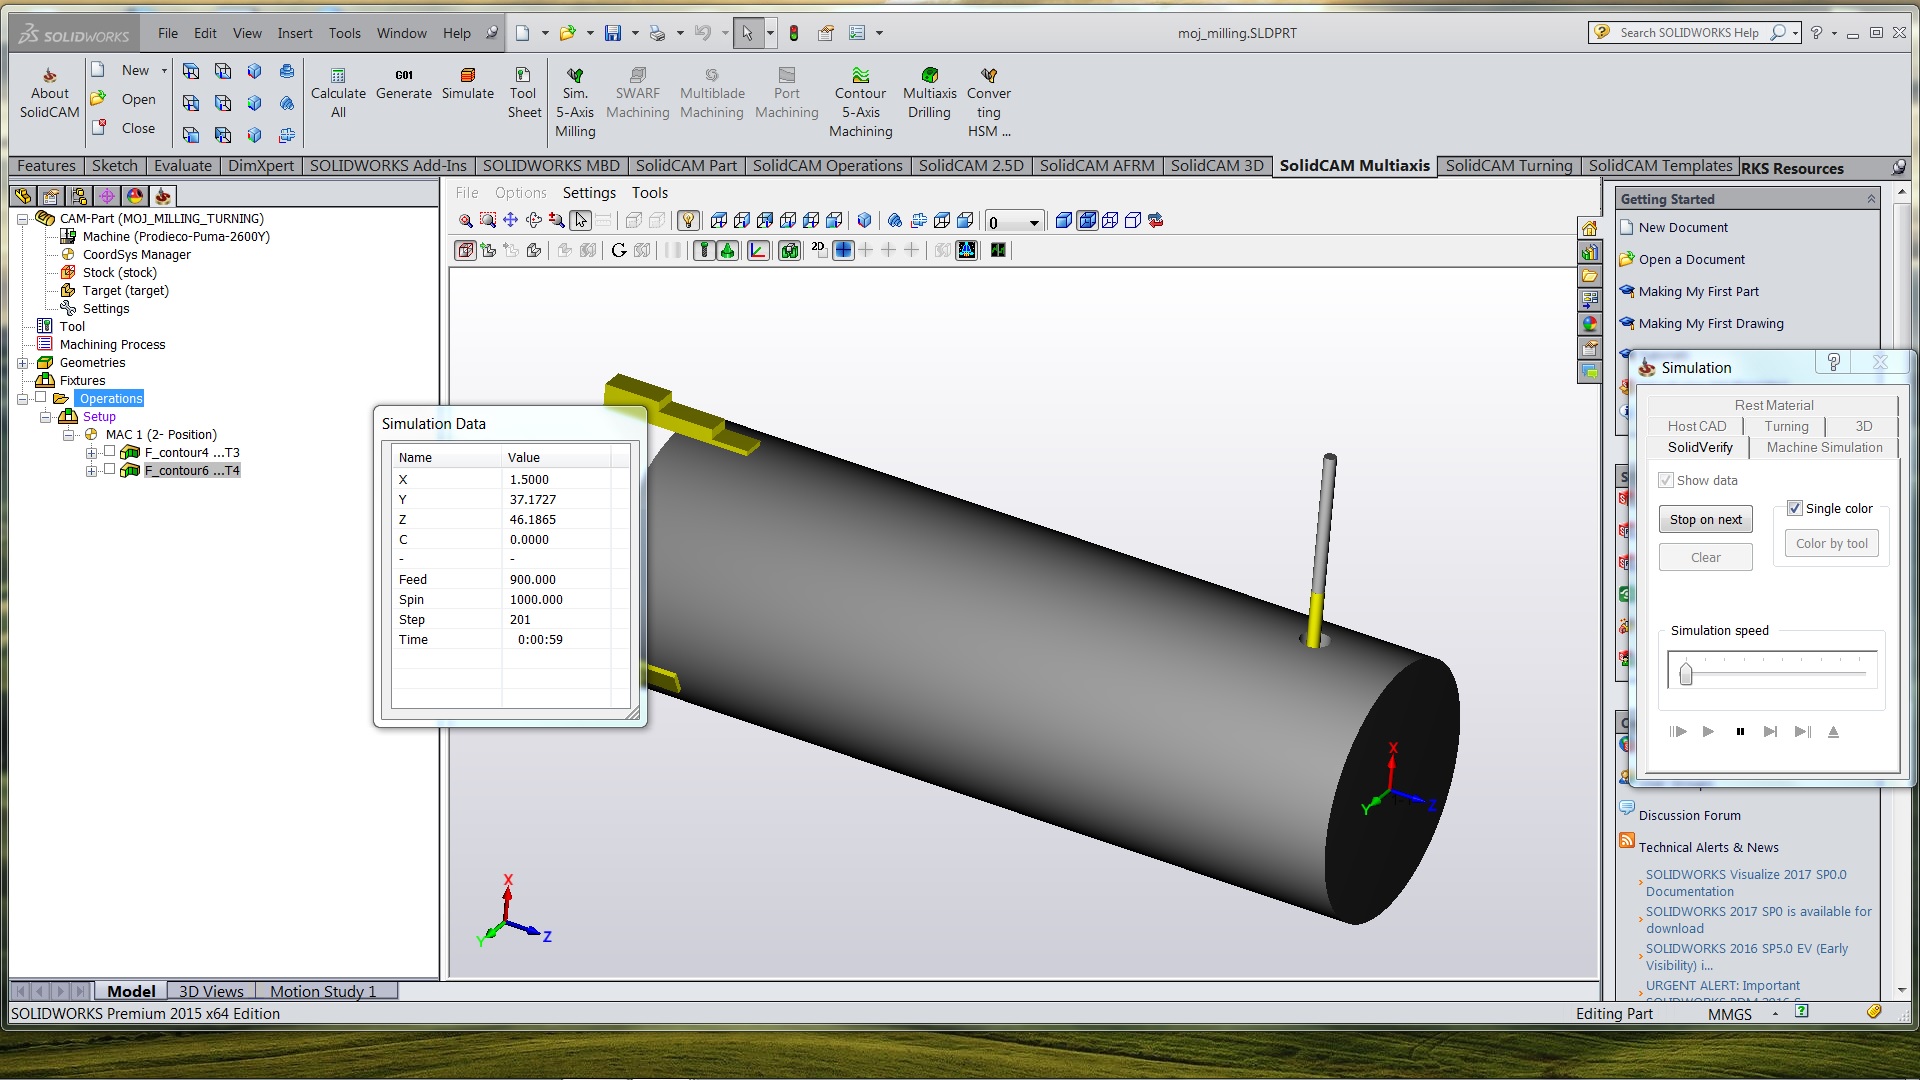 SOLIDWORKS File Edit View Insert Tools Window Help moj_milling.SLDPRT Search SOLIDWORKS Help
About SolidCAM
New
Open
Close
Calculate All
G01 Generate
Simulate
Tool Sheet
Sim. 5-Axis Milling
SWARF Machining
Multiblade Machining
Port Machining
Contour 5-Axis Machining
Multiaxis Drilling
Conver ting HSM ...
Features Sketch Evaluate DimXpert SOLIDWORKS Add-Ins SOLIDWORKS MBD SolidCAM Part SolidCAM Operations SolidCAM 2.5D SolidCAM AFRM SolidCAM 3D SolidCAM Multiaxis SolidCAM Turning SolidCAM Templates RKS Resources
CAM-Part (MOJ_MILLING_TURNING)
Machine (Prodieco-Puma-2600Y)
CoordSys Manager
Stock (stock)
Target (target)
Settings
Tool
Machining Process
Geometries
Fixtures
Operations
Setup
MAC 1 (2- Position)
F_contour4 ...T3
F_contour6 ...T4
File Options Settings Tools
0
2D
Simulation Data
Name Value
X 1.5000
Y 37.1727
Z 46.1865
C 0.0000
- -
Feed 900.000
Spin 1000.000
Step 201
Time 0:00:59
X
Y
Z
X
Y
Z
Getting Started
New Document
Open a Document
Making My First Part
Making My First Drawing
Simulation
Rest Material
Host CAD Turning 3D
SolidVerify Machine Simulation
Show data
Stop on next
Single color
Clear
Color by tool
Simulation speed
Discussion Forum
Technical Alerts & News
SOLIDWORKS Visualize 2017 SP0.0
Documentation
SOLIDWORKS 2017 SP0 is available for
download
SOLIDWORKS 2016 SP5.0 EV (Early
Visibility) i...
URGENT ALERT: Important
Model 3D Views Motion Study 1
SOLIDWORKS Premium 2015 x64 Edition Editing Part MMGS